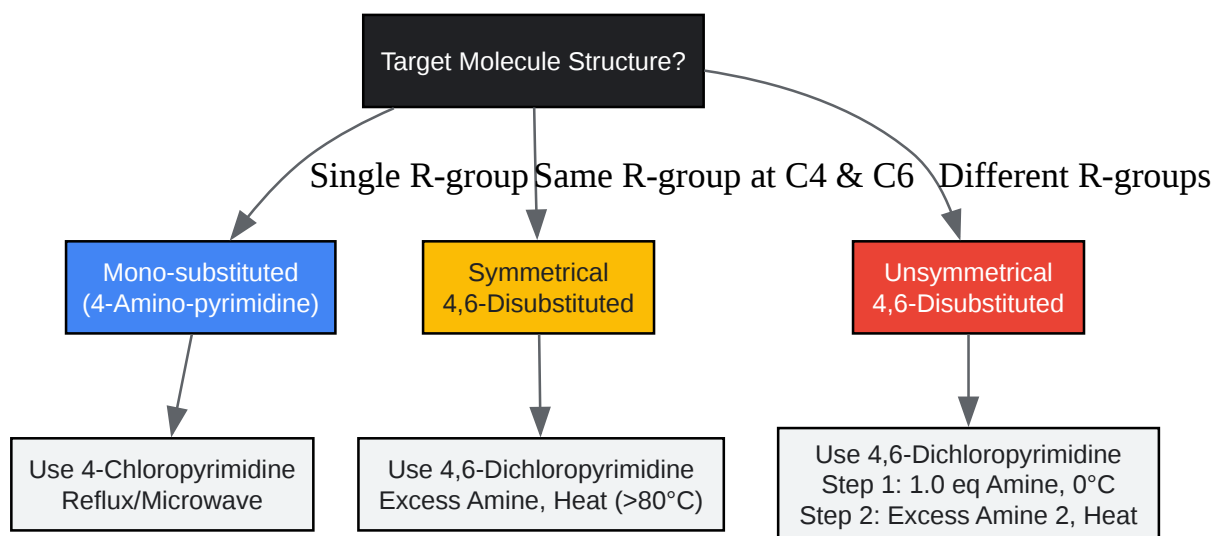 Target Molecule Structure?
Single R-group
Same R-group at C4 & C6
Different R-groups
Mono-substituted
(4-Amino-pyrimidine)
Symmetrical
4,6-Disubstituted
Unsymmetrical
4,6-Disubstituted
Use 4-Chloropyrimidine
Reflux/Microwave
Use 4,6-Dichloropyrimidine
Excess Amine, Heat (>80°C)
Use 4,6-Dichloropyrimidine
Step 1: 1.0 eq Amine, 0°C
Step 2: Excess Amine 2, Heat